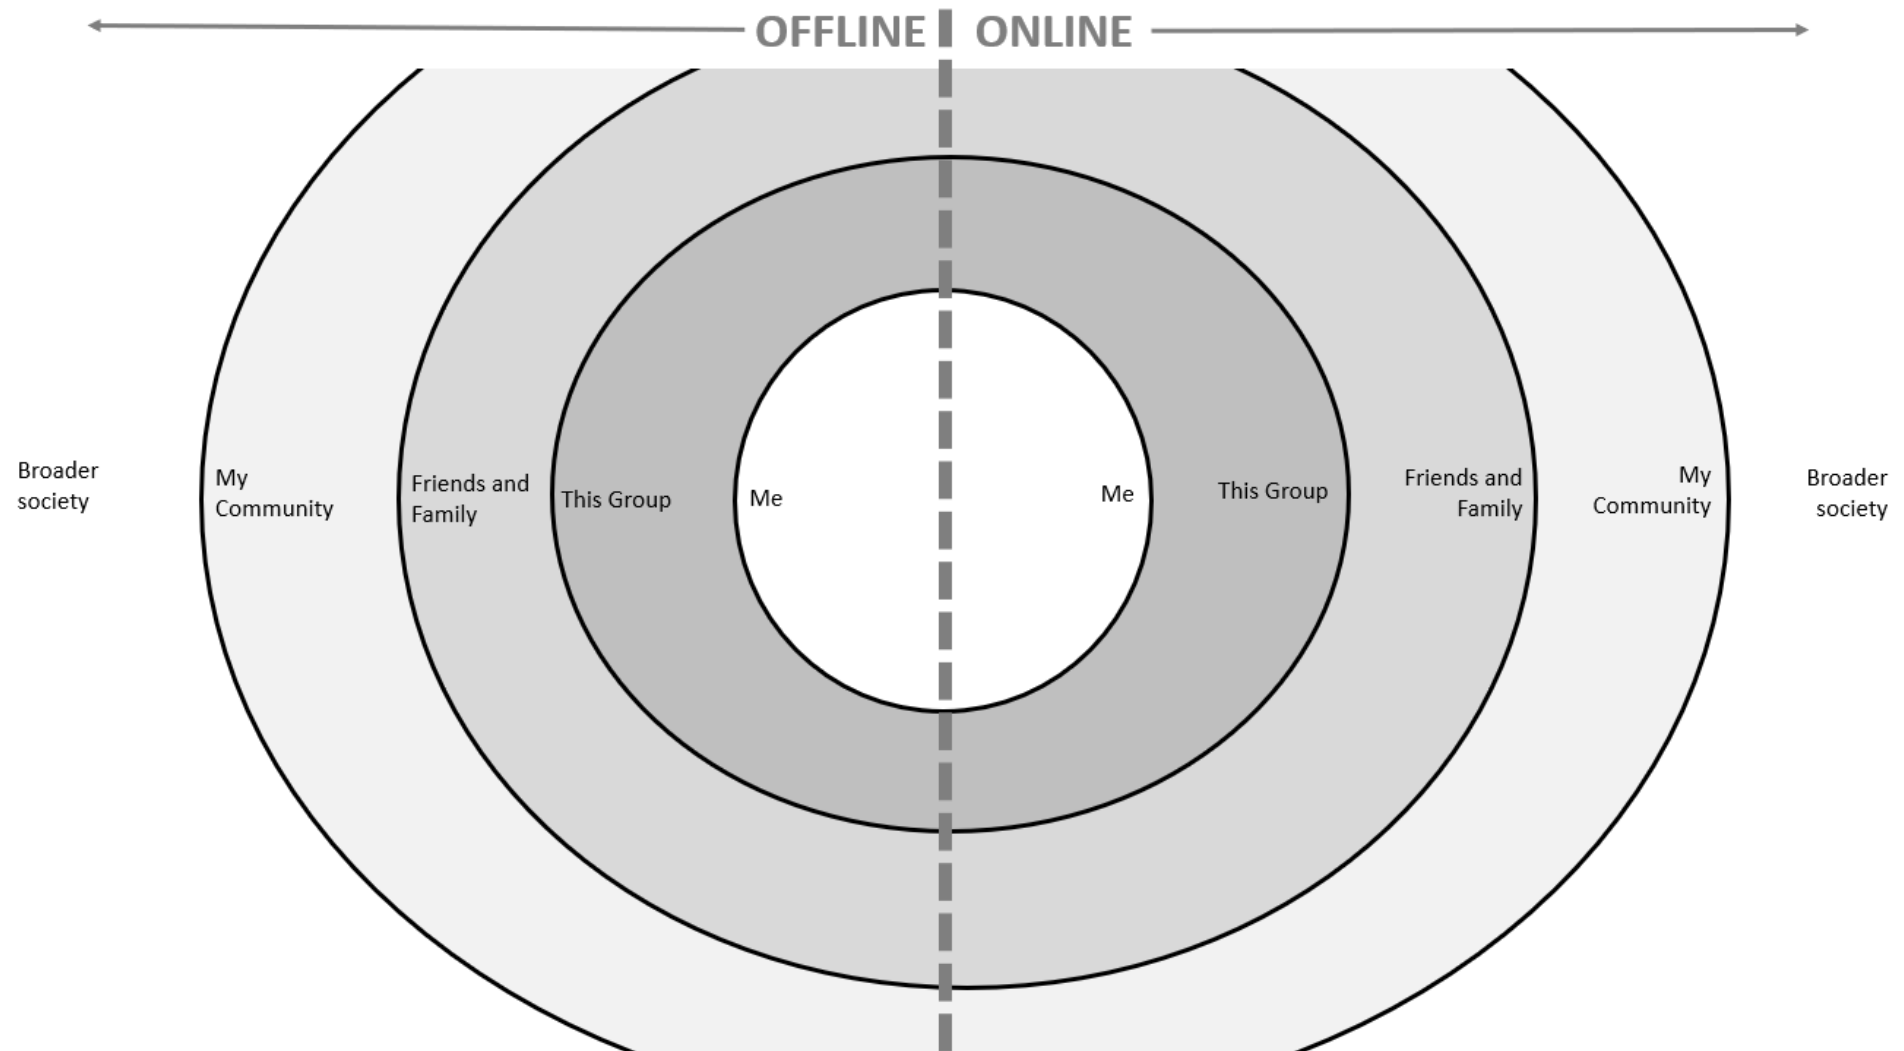 OFFLINE ONLINE
Broader
society
My
Community
Friends and
Family
This Group
Me
Me
This Group
Friends and
Family
My
Community
Broader
society